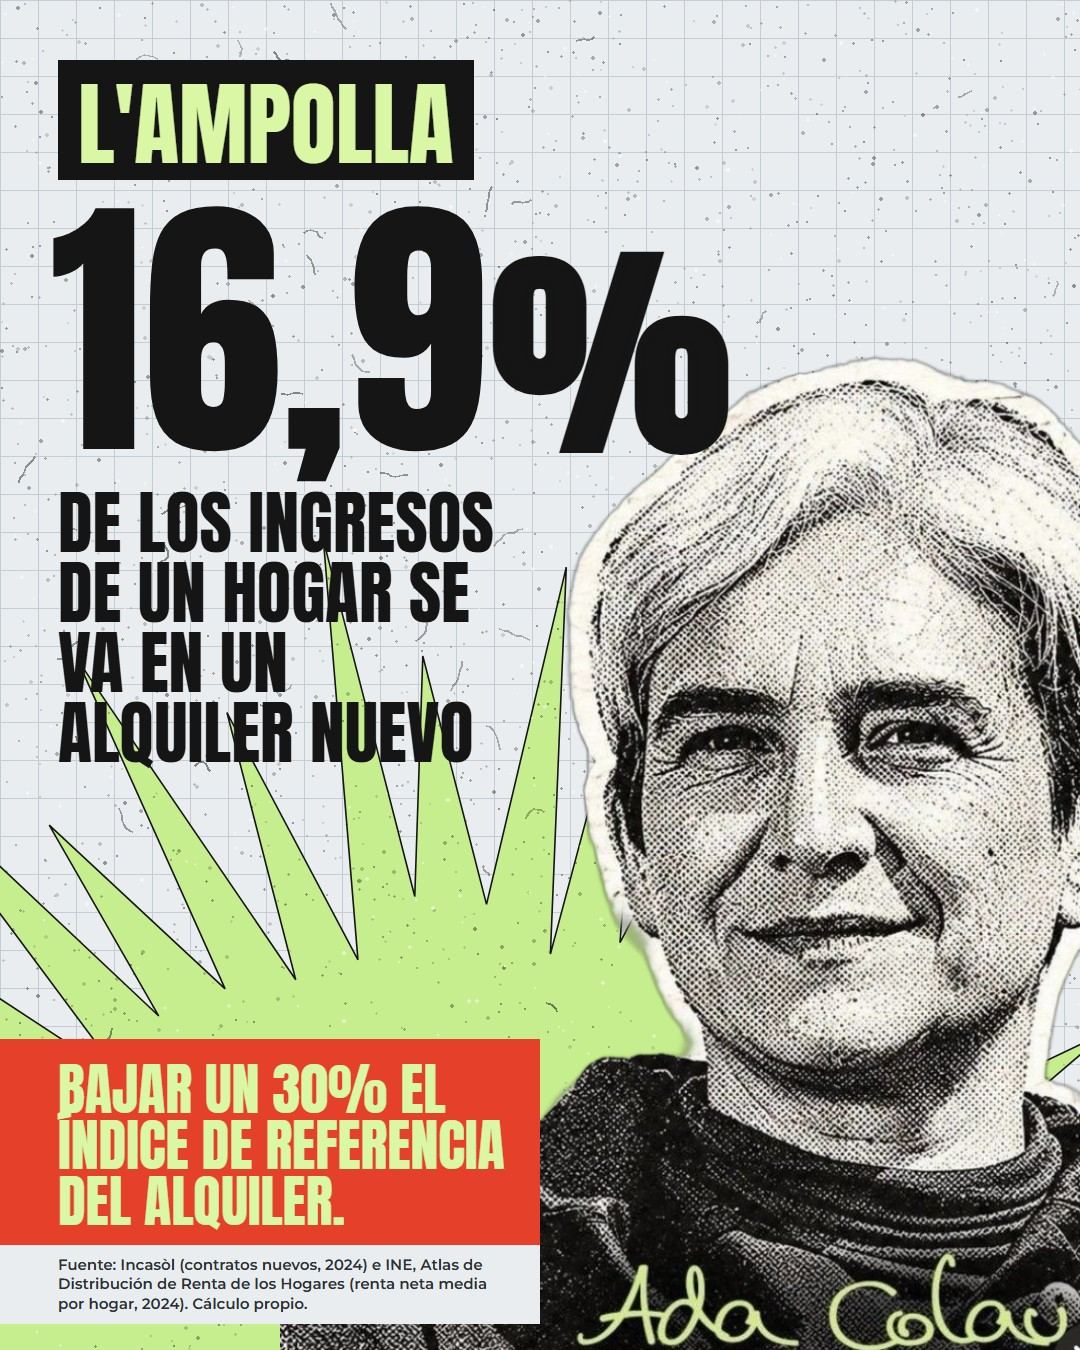 L'AMPOLLA
16,9%
DE LOS INGRESOS
DE UN HOGAR SE
VA EN UN
ALQUILER NUEVO
BAJAR UN 30% EL
ÍNDICE DE REFERENCIA
DEL ALQUILER.
Fuente: Incasòl (contratos nuevos, 2024) e INE, Atlas de
Distribución de Renta de los Hogares (renta neta media
por hogar, 2024). Cálculo propio.
Ada Colau